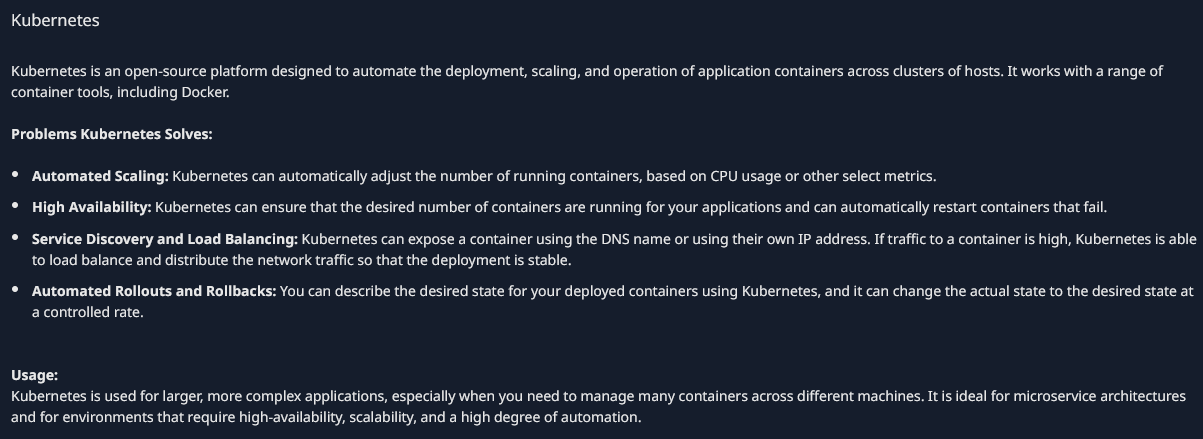 Kubernetes
Kubernetes is an open-source platform designed to automate the deployment, scaling, and operation of application containers across clusters of hosts. It works with a range of
container tools, including Docker.
Problems Kubernetes Solves:
• Automated Scaling: Kubernetes can automatically adjust the number of running containers, based on CPU usage or other select metrics.
• High Availability: Kubernetes can ensure that the desired number of containers are running for your applications and can automatically restart containers that fail.
• Service Discovery and Load Balancing: Kubernetes can expose a container using the DNS name or using their own IP address. If traffic to a container is high, Kubernetes is able
to load balance and distribute the network traffic so that the deployment is stable.
• Automated Rollouts and Rollbacks: You can describe the desired state for your deployed containers using Kubernetes, and it can change the actual state to the desired state at
a controlled rate.
Usage:
Kubernetes is used for larger, more complex applications, especially when you need to manage many containers across different machines. It is ideal for microservice architectures
and for environments that require high-availability, scalability, and a high degree of automation.